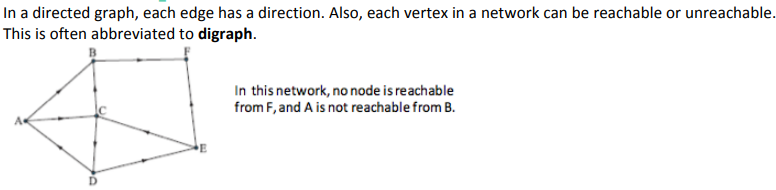 In a directed graph, each edge has a direction. Also, each vertex in a network can be reachable or unreachable.
This is often abbreviated to digraph.
B
F
In this network, no node is reachable
from F, and A is not reachable from B.
C
A
E
D